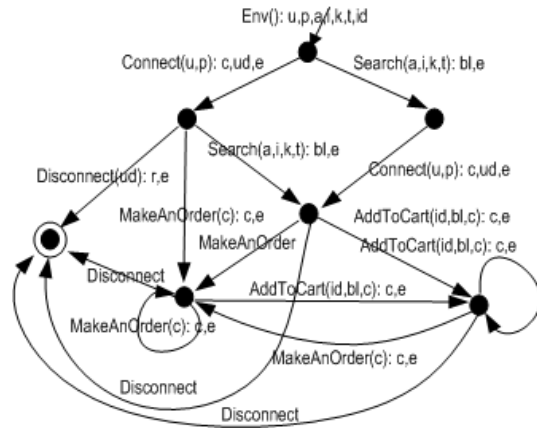 Env(): u,p,a,i,k,t,id
Connect(u,p): c,ud,e
Search(a,i,k,t): bl,e
Search(a,i,k,t): bl,e
Connect(u,p): c,ud,e
Disconnect(ud): r,e
MakeAnOrder(c): c,e
AddToCart(id,bl,c): c,e
MakeAnOrder
AddToCart(id,bl,c): c,e
Disconnect
AddToCart(id,bl,c): c,e
MakeAnOrder(c): c,e
MakeAnOrder(c): c,e
Disconnect
Disconnect